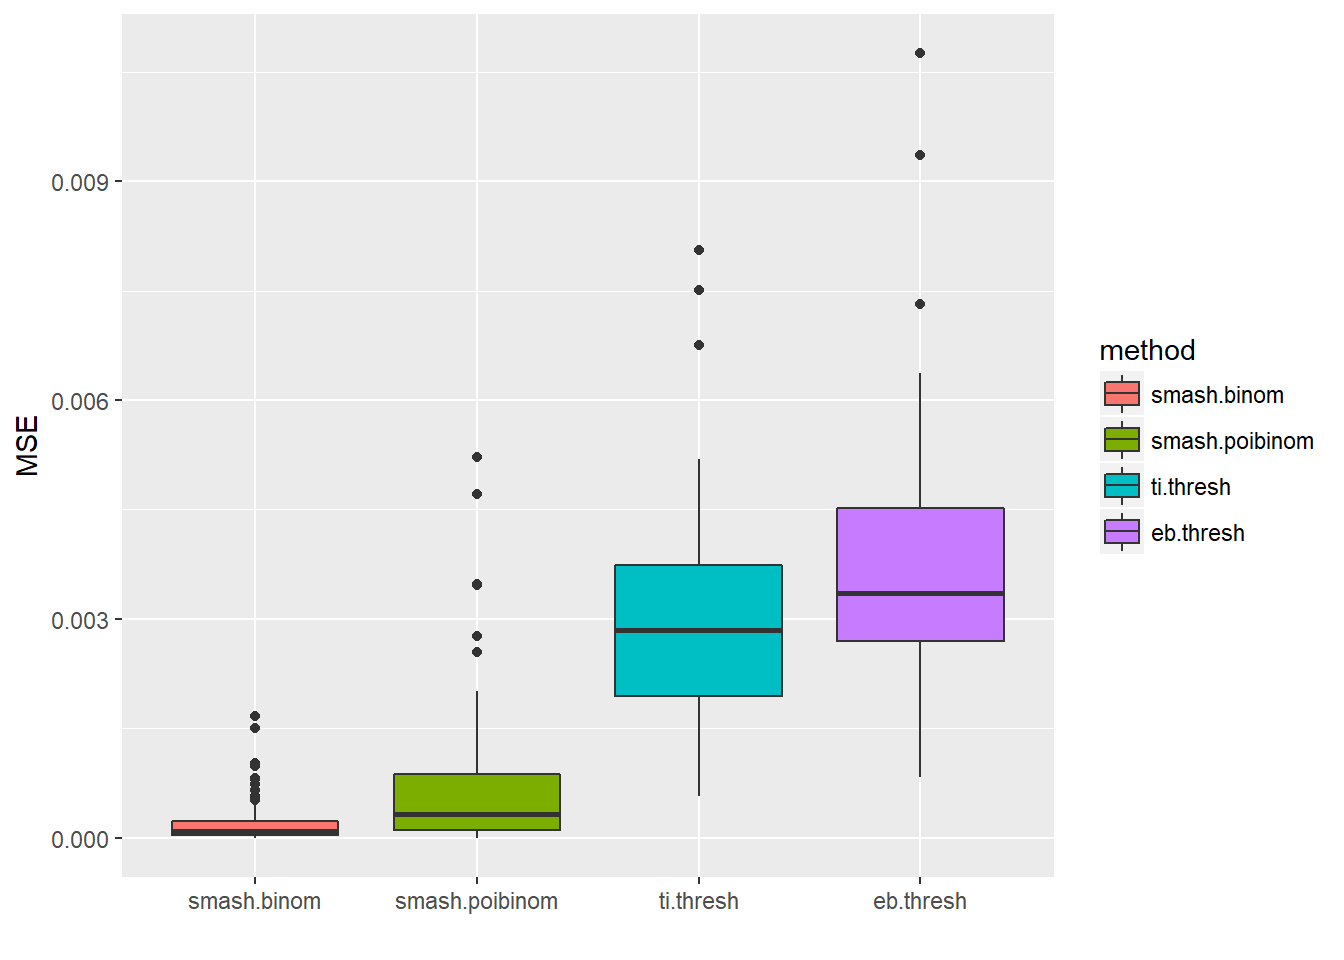 MSE
0.009
0.006
0.003
0.000
smash.binom
smash.poibinom
ti.thresh
eb.thresh
method
smash.binom
smash.poibinom
ti.thresh
eb.thresh